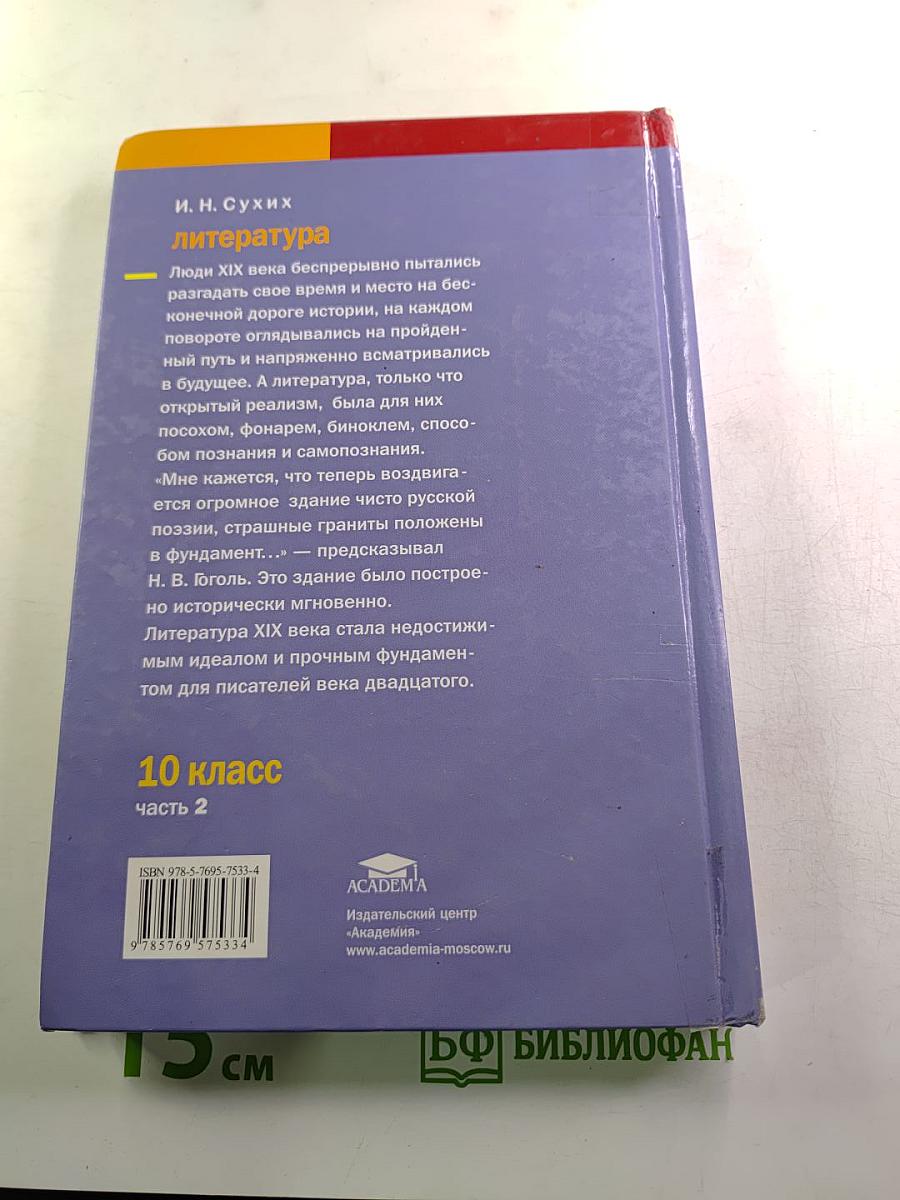 И. Н. Сухих
литература
Люди XIX века беспрерывно пытались
разгадать свое время и место на бес-
конечной дороге истории, на каждом
повороте оглядывались на пройден-
ный путь и напряженно всматривались
в будущее. А литература, только что
открытый реализм, была для них
посохом, фонарем, биноклем, спосо-
бом познания и самопознания.
«Мне кажется, что теперь воздвига-
ется огромное здание чисто русской
поэзии, страшные граниты положены
в фундамент...» — предсказывал
Н. В. Гоголь. Это здание было построе-
но исторически мгновенно.
Литература XIX века стала недостижи-
мым идеалом и прочным фундамен-
том для писателей века двадцатого.
10 класс
часть 2
ISBN 978-5-7695-7533-4
9 785769 575334
ACADEMA
Издательский центр
«Академия»
www.academia-moscow.ru
15 см
БФ БИБЛИОФАН